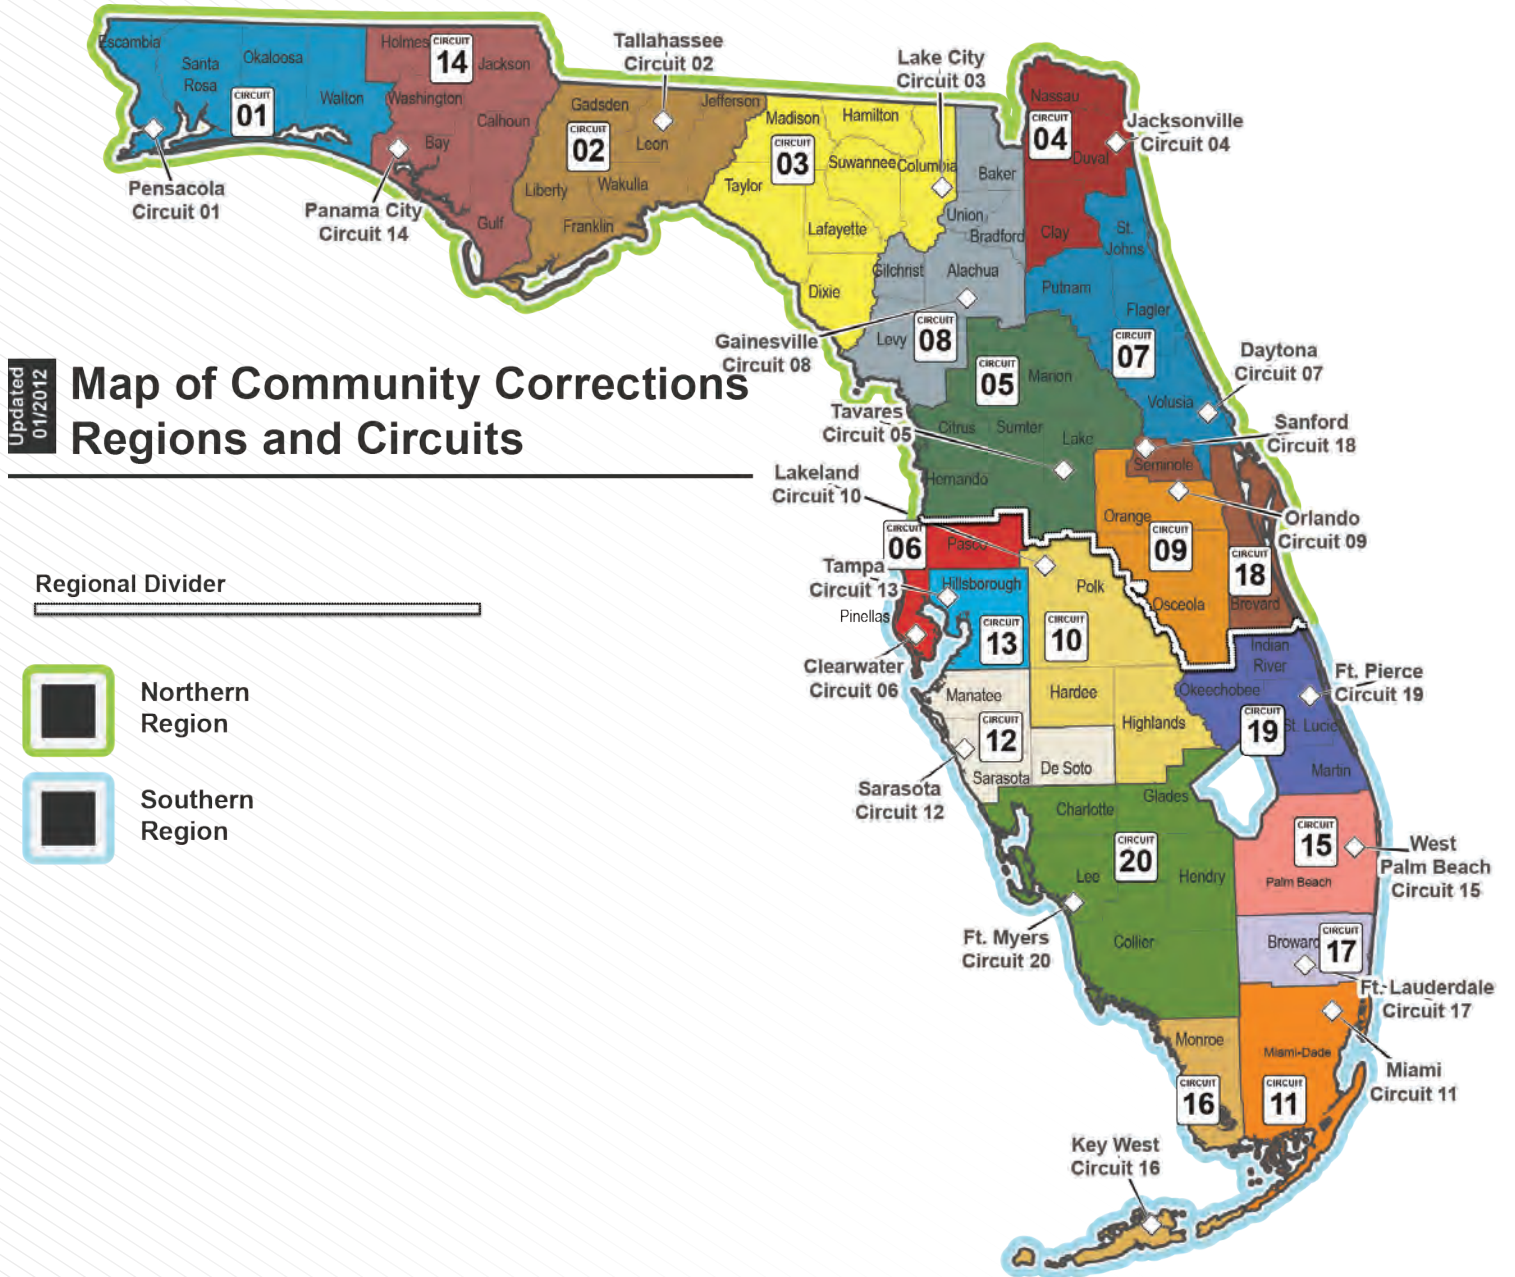 Escambia
Santa
Rosa
Okaloosa
Walton
CIRCUIT
01
Pensacola
Circuit 01
Holmes
CIRCUIT
14
Jackson
Washington
Calhoun
Bay
Gulf
Panama City
Circuit 14
Tallahassee
Circuit 02
Gadsden
Jefferson
CIRCUIT
02
Leon
Liberty
Wakulla
Franklin
Lake City
Circuit 03
Madison
Hamilton
CIRCUIT
03
Suwannee
Columbia
Taylor
Lafayette
Dixie
Nassau
CIRCUIT
04
Duval
Clay
Jacksonville
Circuit 04
Baker
Union
Bradford
Gilchrist
Alachua
Levy
CIRCUIT
08
Gainesville
Circuit 08
St.
Johns
Putnam
Flagler
CIRCUIT
07
Volusia
Daytona
Circuit 07
Updated
01/2012
Map of Community Corrections
Regions and Circuits
CIRCUIT
05
Marion
Citrus
Sumter
Lake
Hernando
Tavares
Circuit 05
Sanford
Circuit 18
Seminole
Lakeland
Circuit 10
Orange
CIRCUIT
09
Osceola
Orlando
Circuit 09
CIRCUIT
18
Brevard
CIRCUIT
06
Pasco
Tampa
Circuit 13
Hillsborough
Pinellas
CIRCUIT
13
Polk
CIRCUIT
10
Clearwater
Circuit 06
Regional Divider
Northern
Region
Southern
Region
Indian
River
Okeechobee
Ft. Pierce
Circuit 19
CIRCUIT
19
St. Lucie
Martin
Manatee
Hardee
Highlands
CIRCUIT
12
De Soto
Sarasota
Sarasota
Circuit 12
Charlotte
Glades
CIRCUIT
20
Lee
Hendry
Collier
Ft. Myers
Circuit 20
CIRCUIT
15
Palm Beach
West
Palm Beach
Circuit 15
Broward
CIRCUIT
17
Ft. Lauderdale
Circuit 17
Monroe
CIRCUIT
16
Miami-Dade
CIRCUIT
11
Miami
Circuit 11
Key West
Circuit 16